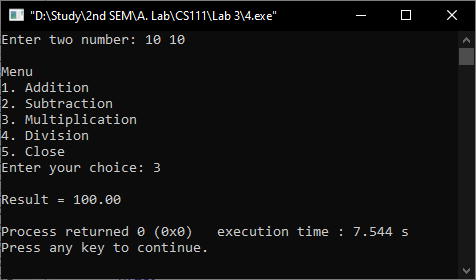 "D:\Study\2nd SEM\A. Lab\CS111\Lab 3\4.exe"
Enter two number: 10 10
Menu
1. Addition
2. Subtraction
3. Multiplication
4. Division
5. Close
Enter your choice: 3
Result = 100.00
Process returned 0 (0x0)   execution time : 7.544 s
Press any key to continue.